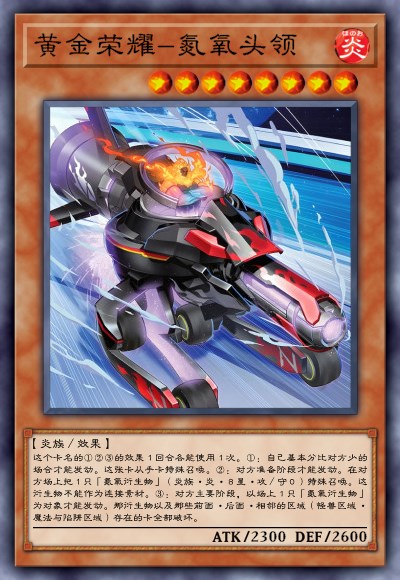 黄金荣耀-氮氧头领
ほのお
炎
【炎族/效果】
这个卡名的①②③的效果1回合各能使用1次。①：自己基本分比对方少的
场合才能发动。这张卡从手卡特殊召唤。②：对方准备阶段才能发动。在对
方场上把1只「氮氧衍生物」（炎族·炎·8星·攻/守0）特殊召唤。这
衍生物不能作为连接素材。③：对方主要阶段，以场上1只「氮氧衍生物」
为对象才能发动。那衍生物以及那些前面·后面·相邻的区域（怪兽区域·
魔法与陷阱区域）存在的卡全部破坏。
ATK/2300 DEF/2600